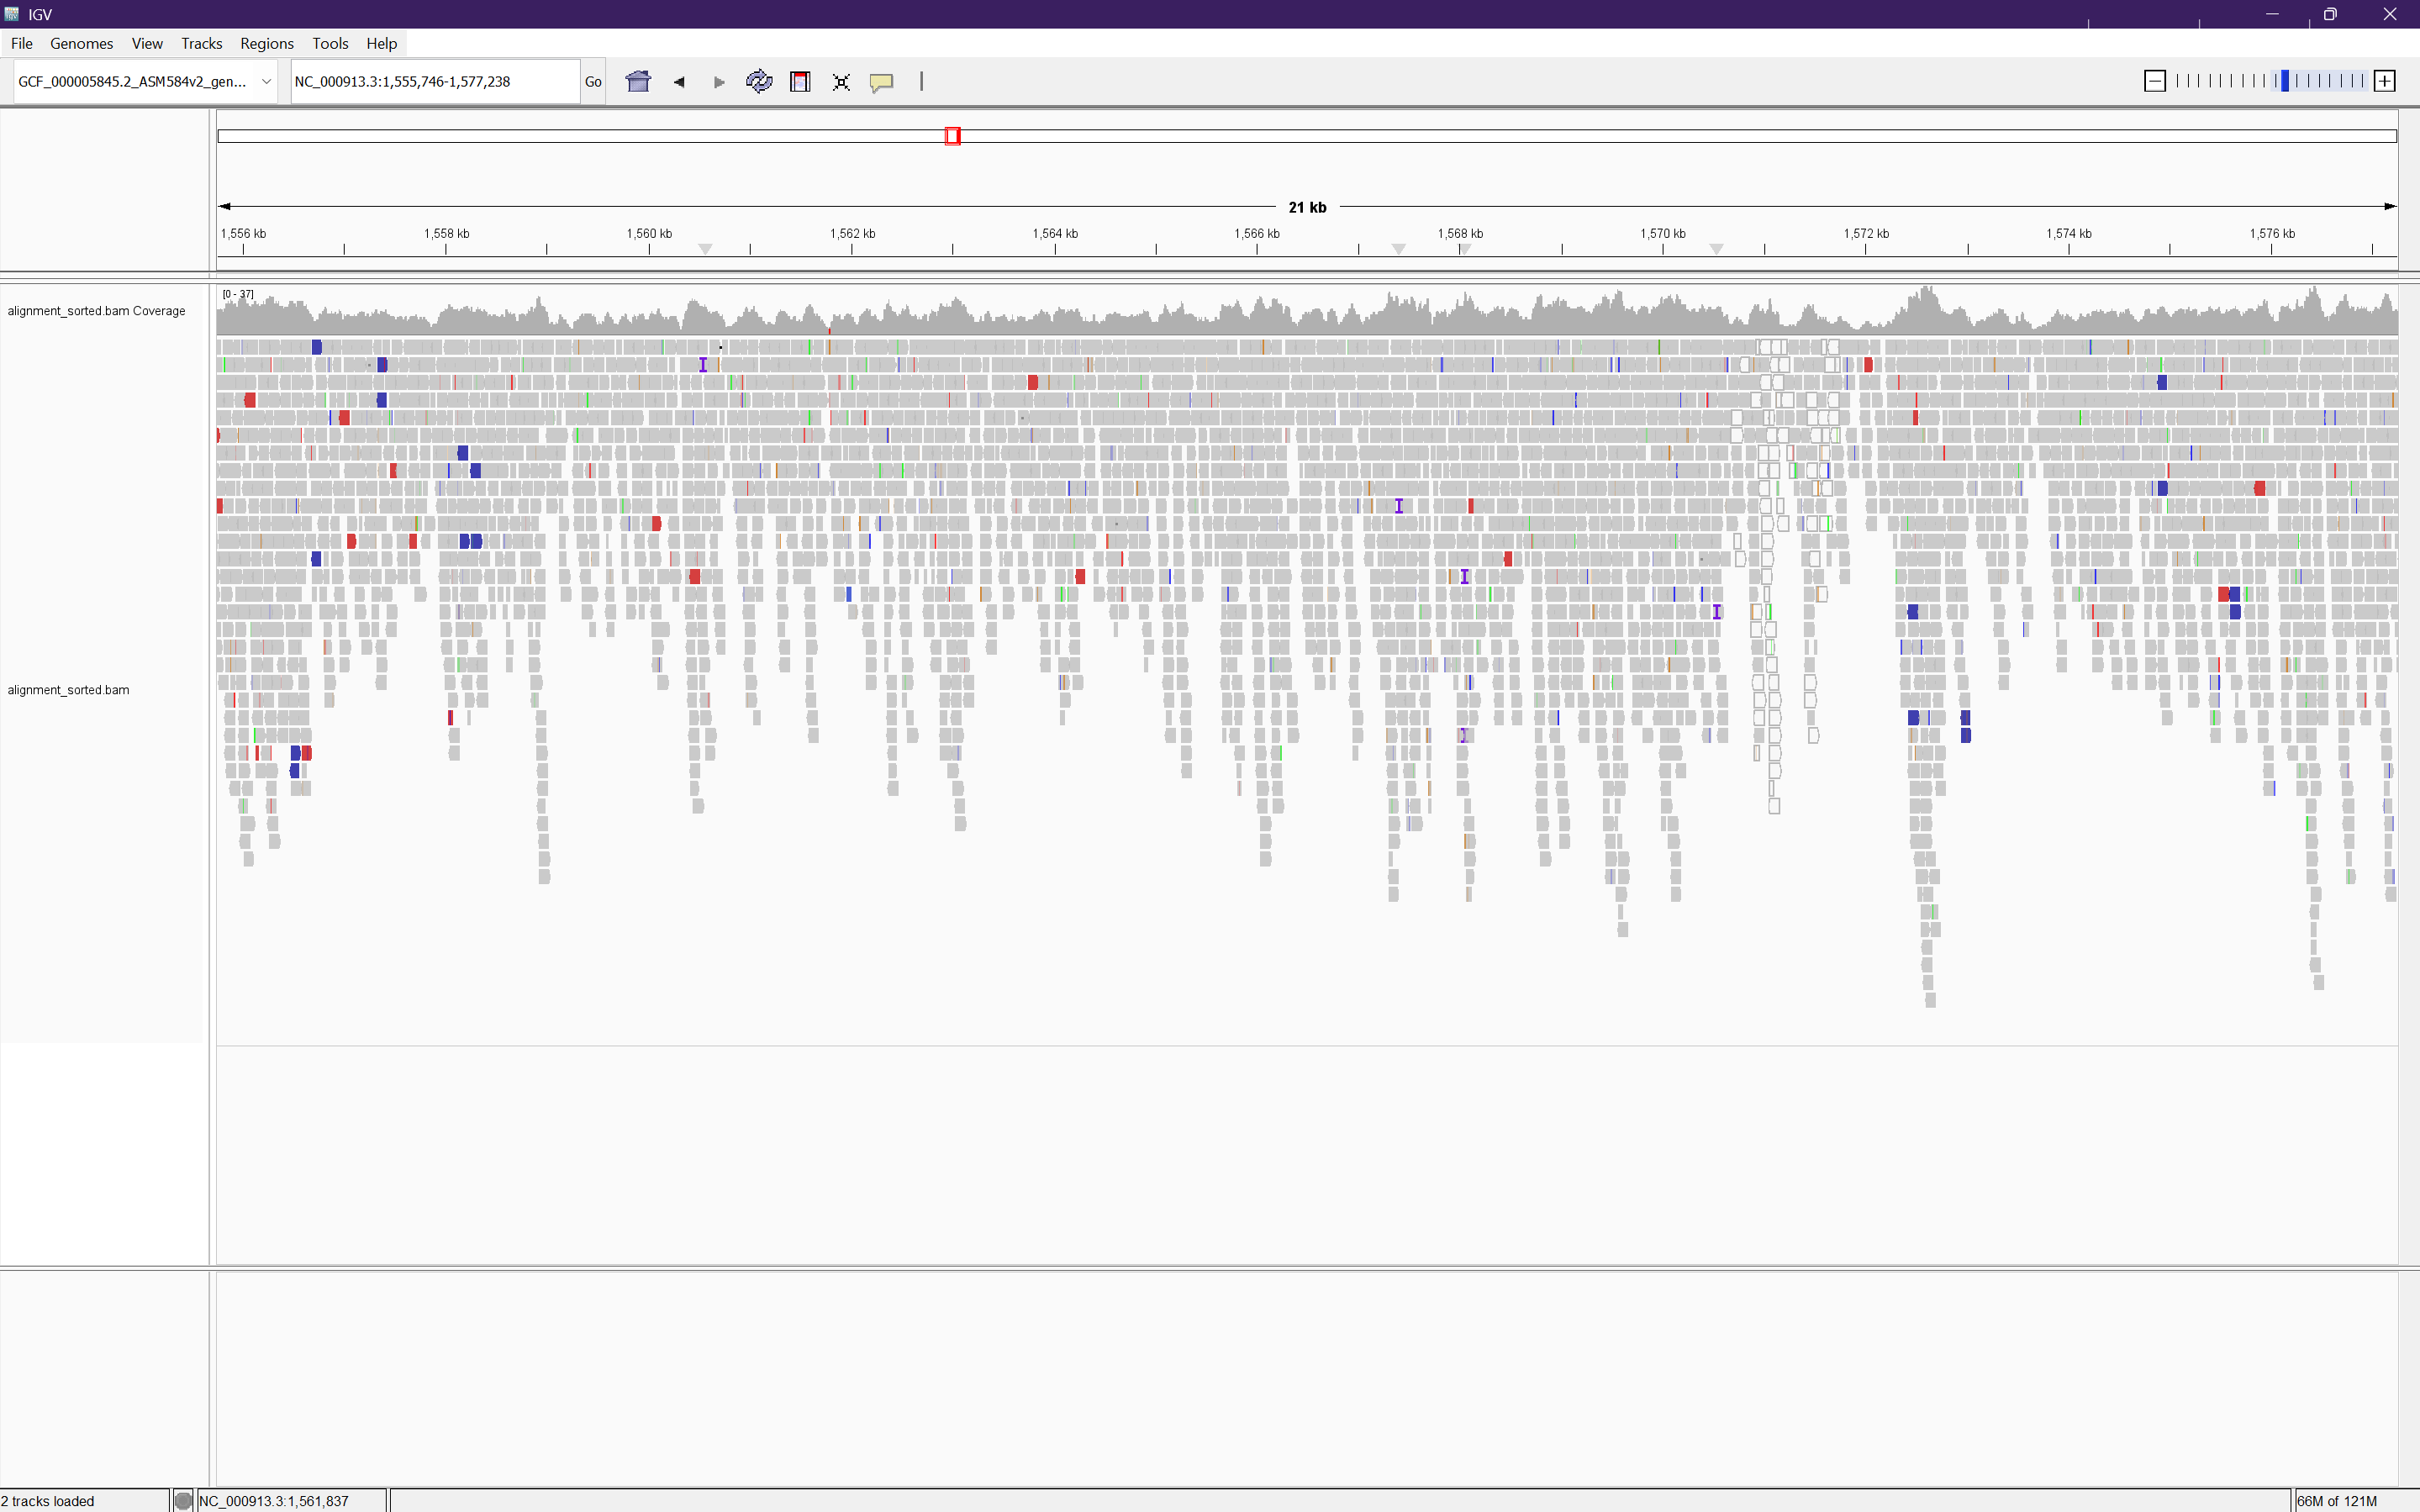 IGV
File Genomes View Tracks Regions Tools Help
GCF_000005845.2_ASM584v2_gen... NC_000913.3:1,555,746-1,577,238 Go
21 kb
1,556 kb 1,558 kb 1,560 kb 1,562 kb 1,564 kb 1,566 kb 1,568 kb 1,570 kb 1,572 kb 1,574 kb 1,576 kb
[0 - 37]
alignment_sorted.bam Coverage
alignment_sorted.bam
2 tracks loaded NC_000913.3:1,561,837 66M of 121M